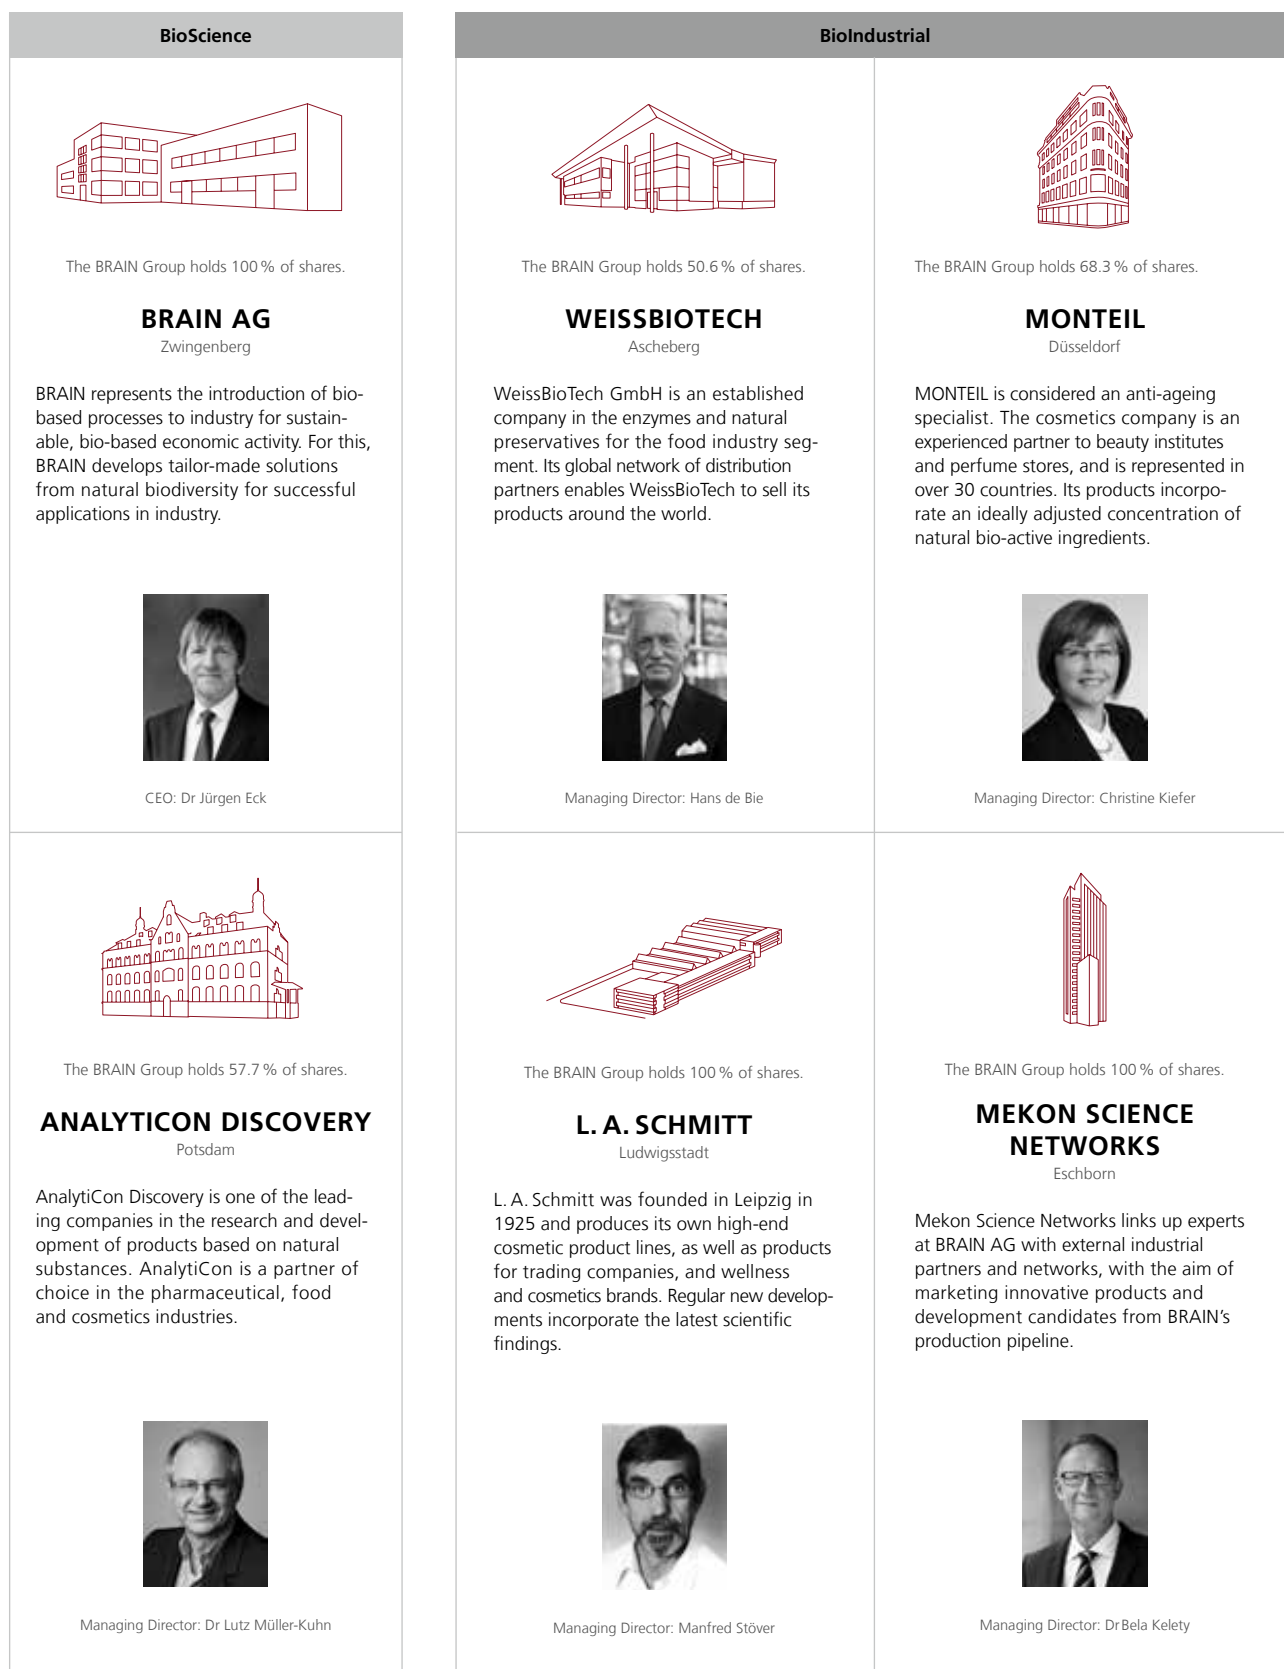 BioScience
BioIndustrial
The BRAIN Group holds 100 % of shares.
BRAIN AG
Zwingenberg
BRAIN represents the introduction of bio-
based processes to industry for sustain-
able, bio-based economic activity. For this,
BRAIN develops tailor-made solutions
from natural biodiversity for successful
applications in industry.
CEO: Dr Jürgen Eck
The BRAIN Group holds 50.6 % of shares.
WEISSBIOTECH
Ascheberg
WeissBioTech GmbH is an established
company in the enzymes and natural
preservatives for the food industry seg-
ment. Its global network of distribution
partners enables WeissBioTech to sell its
products around the world.
Managing Director: Hans de Bie
The BRAIN Group holds 68.3 % of shares.
MONTEIL
Düsseldorf
MONTEIL is considered an anti-ageing
specialist. The cosmetics company is an
experienced partner to beauty institutes
and perfume stores, and is represented in
over 30 countries. Its products incorpo-
rate an ideally adjusted concentration of
natural bio-active ingredients.
Managing Director: Christine Kiefer
The BRAIN Group holds 57.7 % of shares.
ANALYTICON DISCOVERY
Potsdam
AnalytiCon Discovery is one of the lead-
ing companies in the research and devel-
opment of products based on natural
substances. AnalytiCon is a partner of
choice in the pharmaceutical, food
and cosmetics industries.
Managing Director: Dr Lutz Müller-Kuhn
The BRAIN Group holds 100 % of shares.
L. A. SCHMITT
Ludwigsstadt
L. A. Schmitt was founded in Leipzig in
1925 and produces its own high-end
cosmetic product lines, as well as products
for trading companies, and wellness
and cosmetics brands. Regular new develop-
ments incorporate the latest scientific
findings.
Managing Director: Manfred Stöver
The BRAIN Group holds 100 % of shares.
MEKON SCIENCE
NETWORKS
Eschborn
Mekon Science Networks links up experts
at BRAIN AG with external industrial
partners and networks, with the aim of
marketing innovative products and
development candidates from BRAIN’s
production pipeline.
Managing Director: Dr Bela Kelety